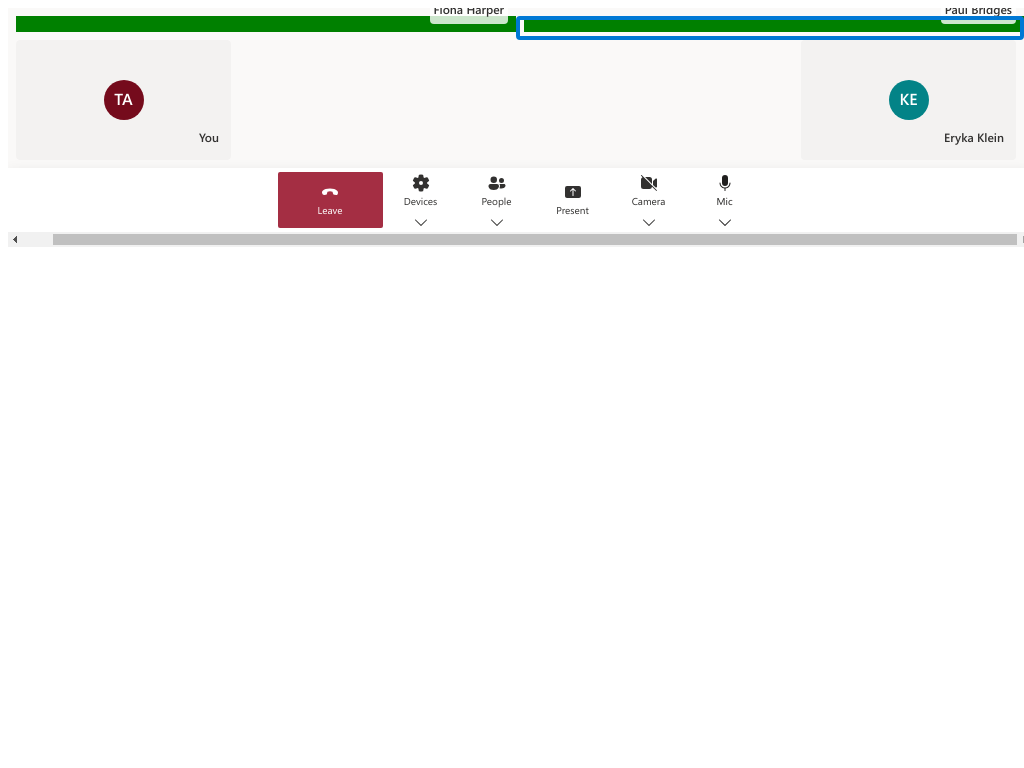 Fiona Harper
Paul Bridges
TA
You
KE
Eryka Klein
Leave
Devices
People
Present
Camera
Mic